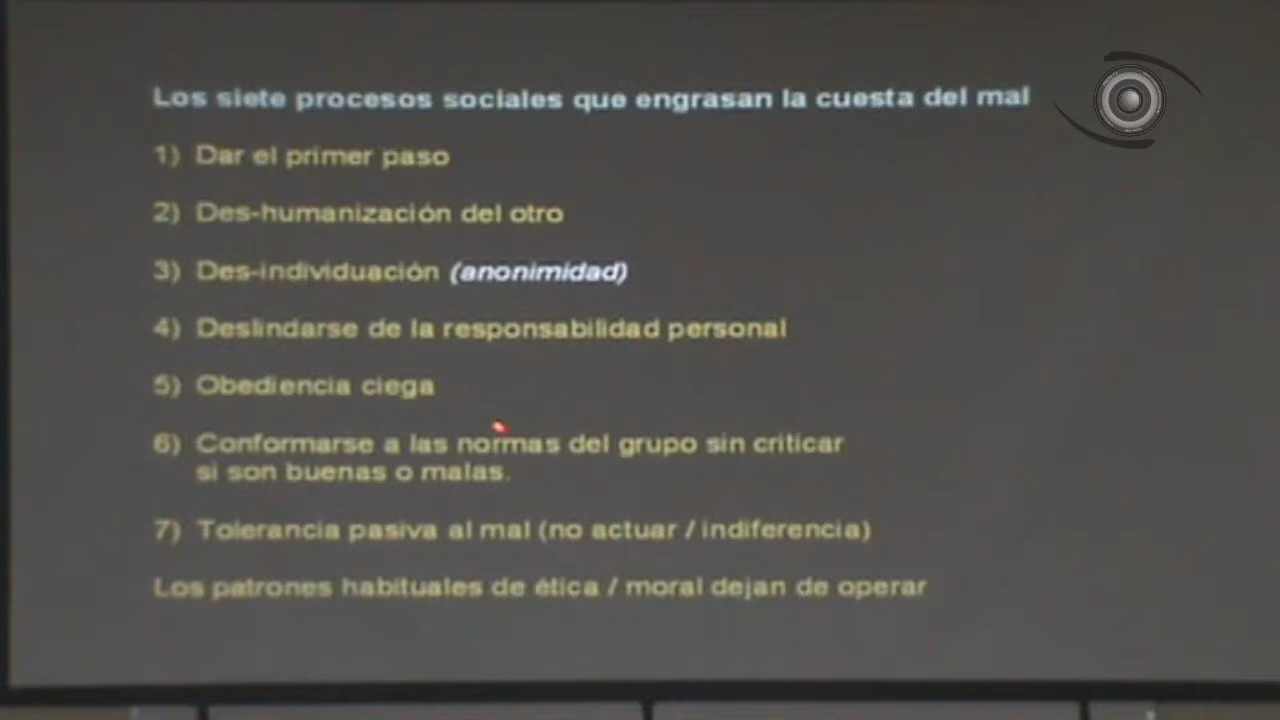 Los siete procesos sociales que engrasan la cuesta del mal
1) Dar el primer paso
2) Des-humanización del otro
3) Des-individuación (anonimidad)
4) Deslindarse de la responsabilidad personal
5) Obediencia ciega
6) Conformarse a las normas del grupo sin criticar
si son buenas o malas.
7) Tolerancia pasiva al mal (no actuar / indiferencia)
Los patrones habituales de ética / moral dejan de operar